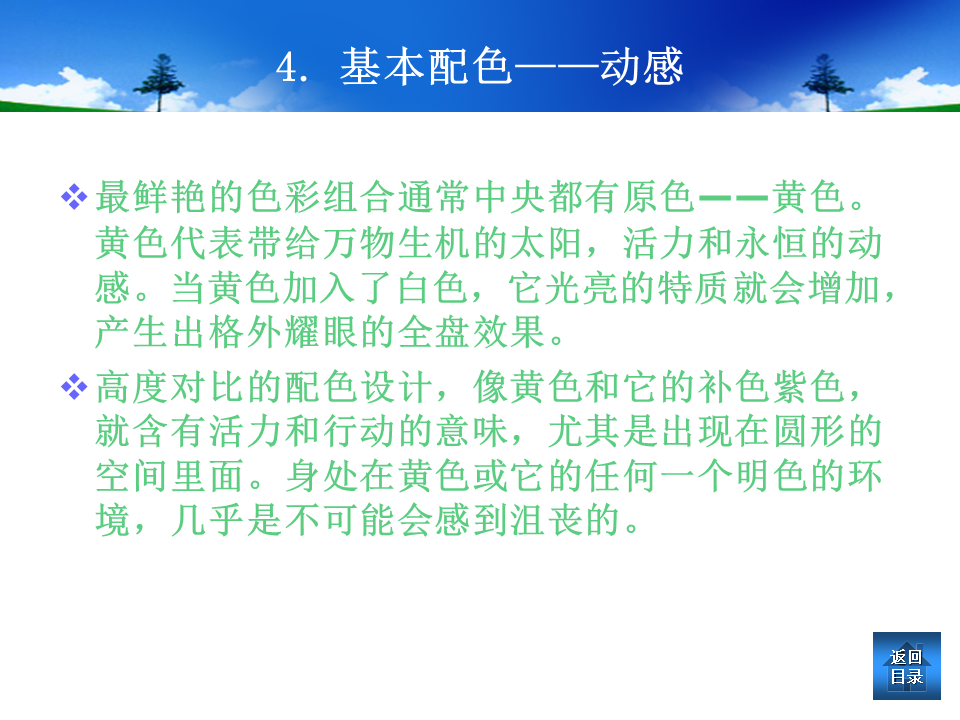 4. 基本配色——动感
最鲜艳的色彩组合通常中央都有原色——黄色。
黄色代表带给万物生机的太阳，活力和永恒的动
感。当黄色加入了白色，它光亮的特质就会增加，
产生出格外耀眼的全盘效果。
高度对比的配色设计，像黄色和它的补色紫色，
就含有活力和行动的意味，尤其是出现在圆形的
空间里面。身处在黄色或它的任何一个明色的环
境，几乎是不可能会感到沮丧的。
返回
目录